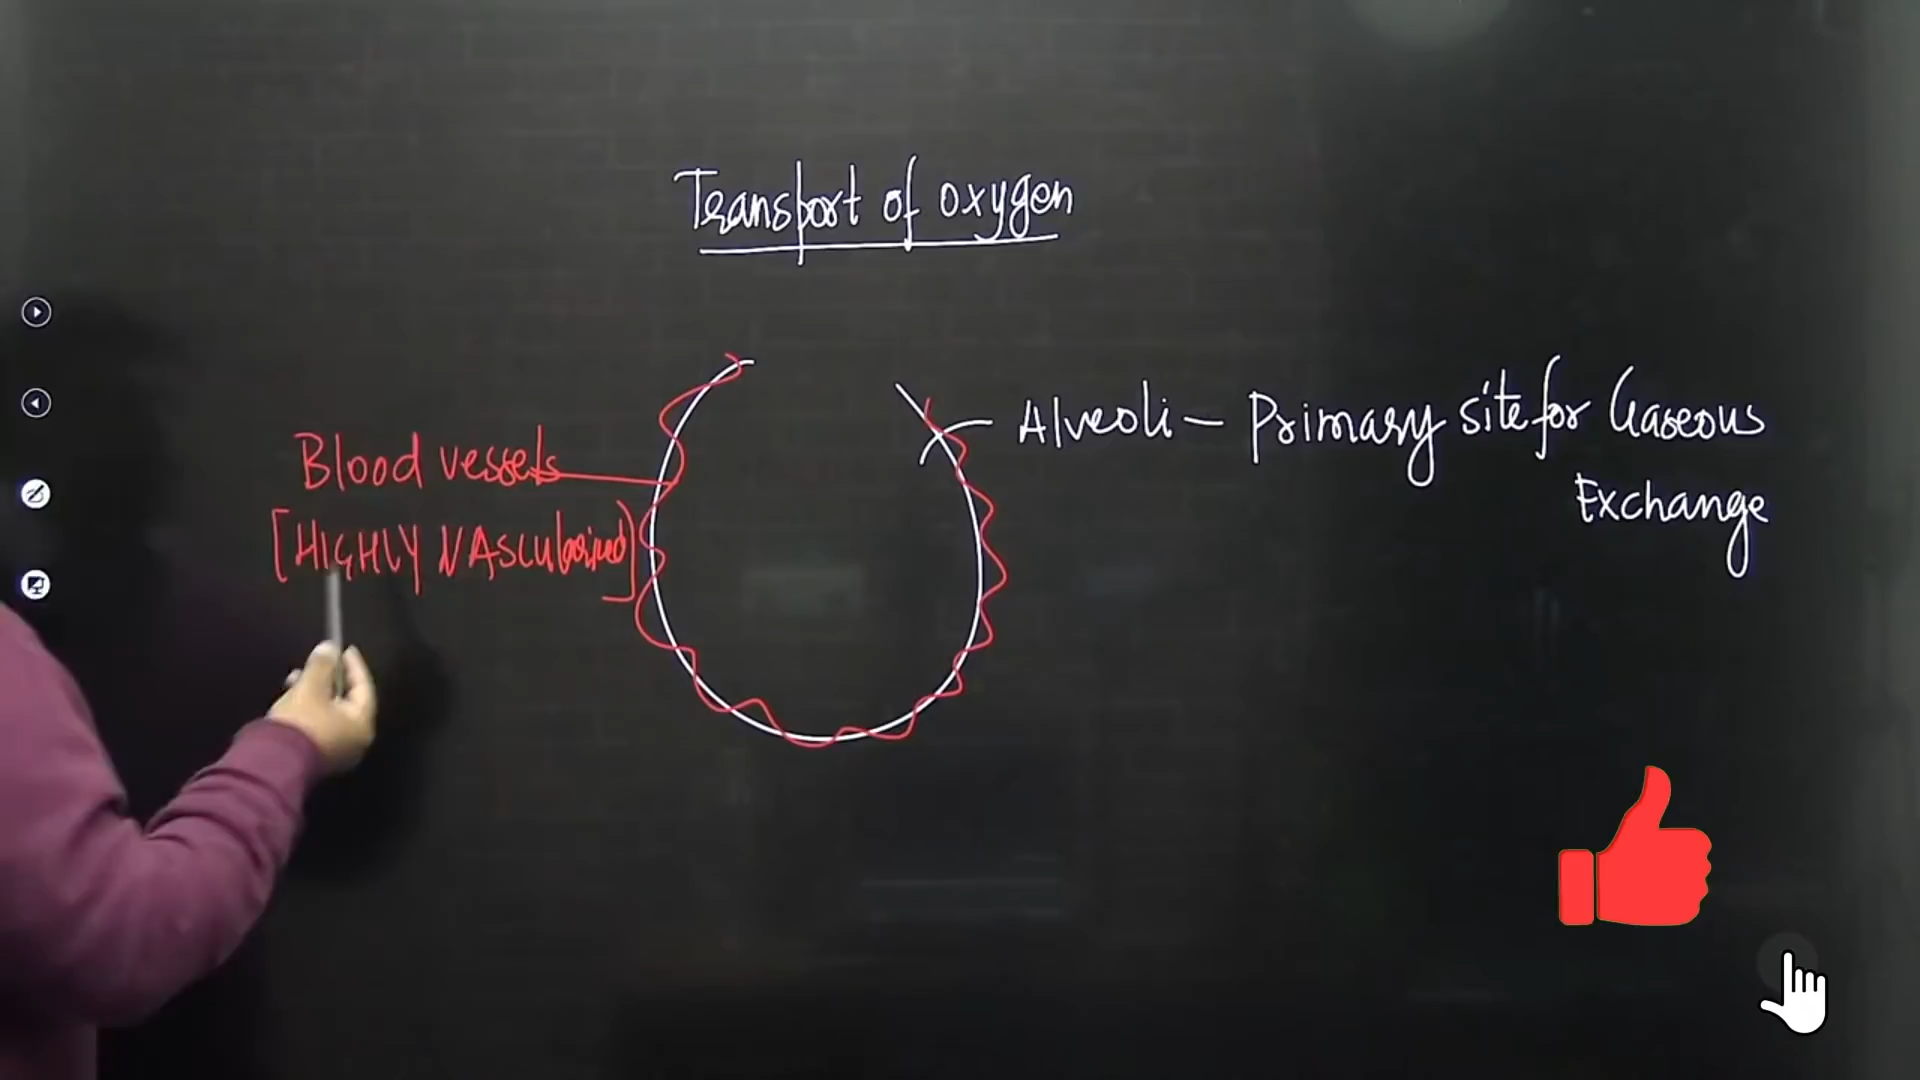 Transport of oxygen
Alveoli - Primary site for Gaseous
Exchange
Blood vessels
[HIGHLY VASCUlarised]